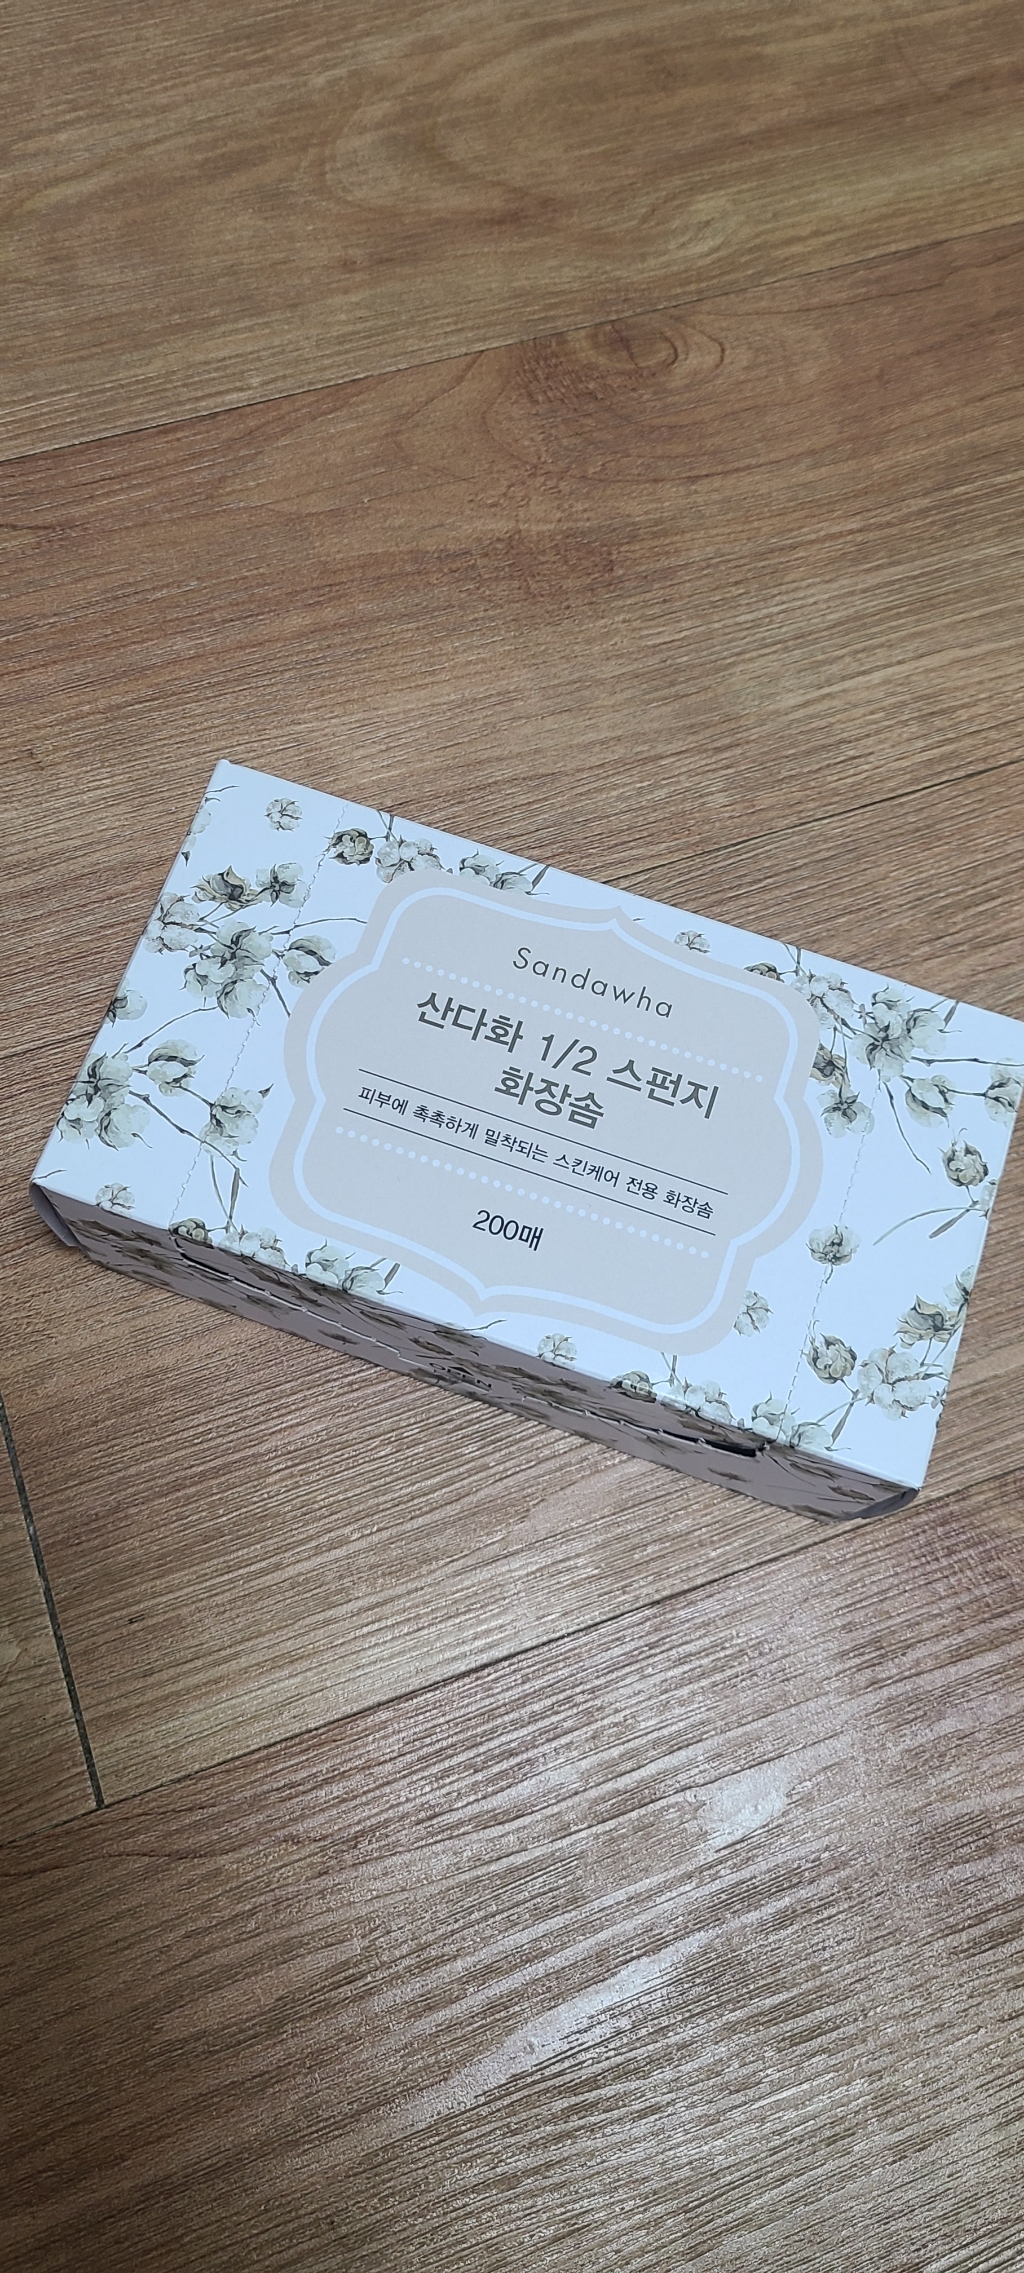 Sandawha
산다화 1/2 스펀지
화장솜
피부에 촉촉하게 밀착되는 스킨케어 전용 화장솜
200매
OPEN